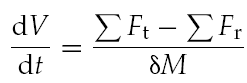 dV/dt = (∑F_t − ∑F_r)/δM